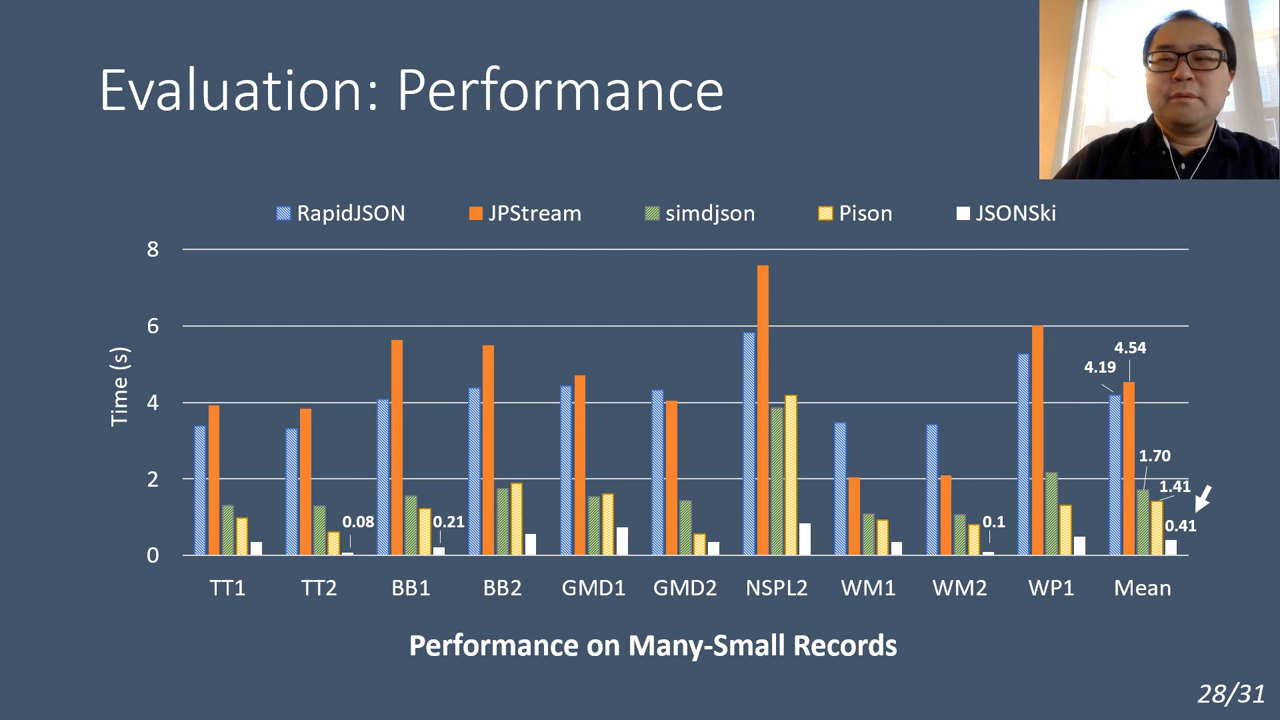 Evaluation: Performance
RapidJSON JPStream simdjson Pison JSONSki
Time (s)
8
6
4
2
0
4.54
4.19
1.70
1.41
0.08
0.21
0.1
0.41
TT1 TT2 BB1 BB2 GMD1 GMD2 NSPL2 WM1 WM2 WP1 Mean
Performance on Many-Small Records
28/31